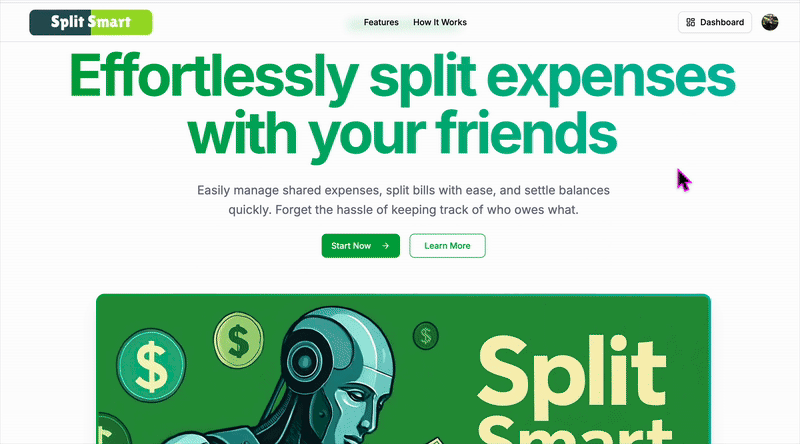 Split Smart
Features
How It Works
Dashboard
Effortlessly split expenses
with your friends
Easily manage shared expenses, split bills with ease, and settle balances
quickly. Forget the hassle of keeping track of who owes what.
Start Now →
Learn More
$
$
$
Split
Smart